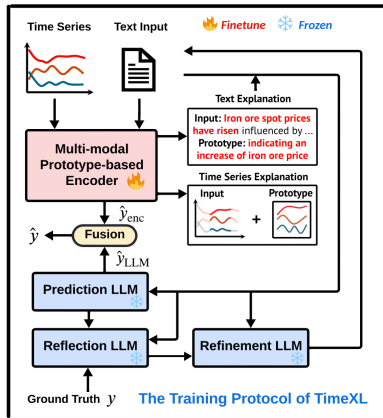 Time Series Text Input Finetune Frozen
Text Explanation
Input: Iron ore spot prices
have risen influenced by ...
Prototype: indicating an
increase of iron ore price
Multi-modal
Prototype-based
Encoder
Time Series Explanation
Input Prototype
+
ŷenc
ŷ Fusion
ŷLLM
Prediction LLM
Reflection LLM Refinement LLM
Ground Truth y The Training Protocol of TimeXL